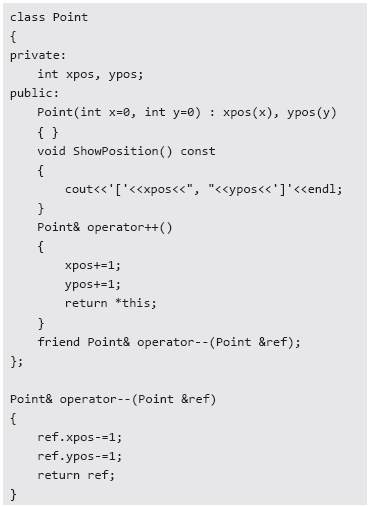 class Point
{
private:
    int xpos, ypos;
public:
    Point(int x=0, int y=0) : xpos(x), ypos(y)
    { }
    void ShowPosition() const
    {
        cout<<'['<<xpos<<", "<<ypos<<']'<<endl;
    }
    Point& operator++()
    {
        xpos+=1;
        ypos+=1;
        return *this;
    }
    friend Point& operator--(Point &ref);
};

Point& operator--(Point &ref)
{
    ref.xpos-=1;
    ref.ypos-=1;
    return ref;
}